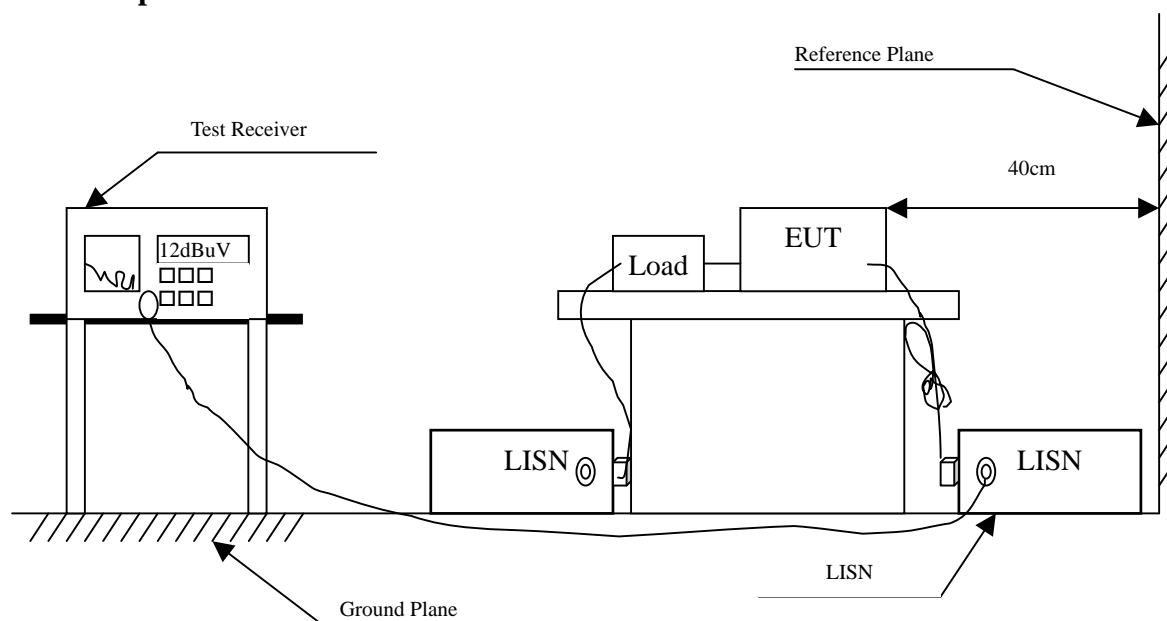 Reference Plane
Test Receiver
40cm
12dBuV
Load
EUT
LISN
LISN
LISN
Ground Plane